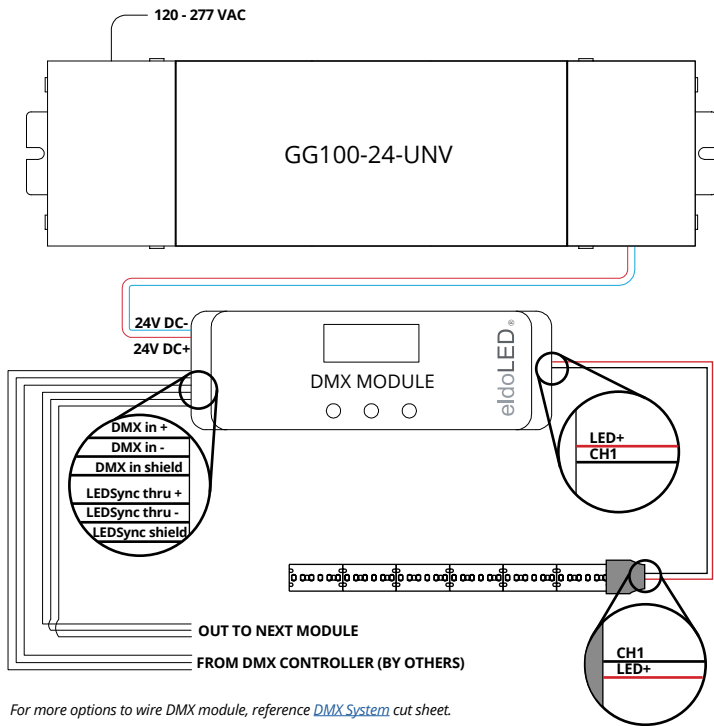 120 - 277 VAC
GG100-24-UNV
24V DC-
24V DC+
DMX MODULE
eldoLED®
DMX in +
DMX in -
DMX in shield
LEDSync thru +
LEDSync thru -
LEDSync shield
LED+
CH1
OUT TO NEXT MODULE
FROM DMX CONTROLLER (BY OTHERS)
CH1
LED+
For more options to wire DMX module, reference DMX System cut sheet.